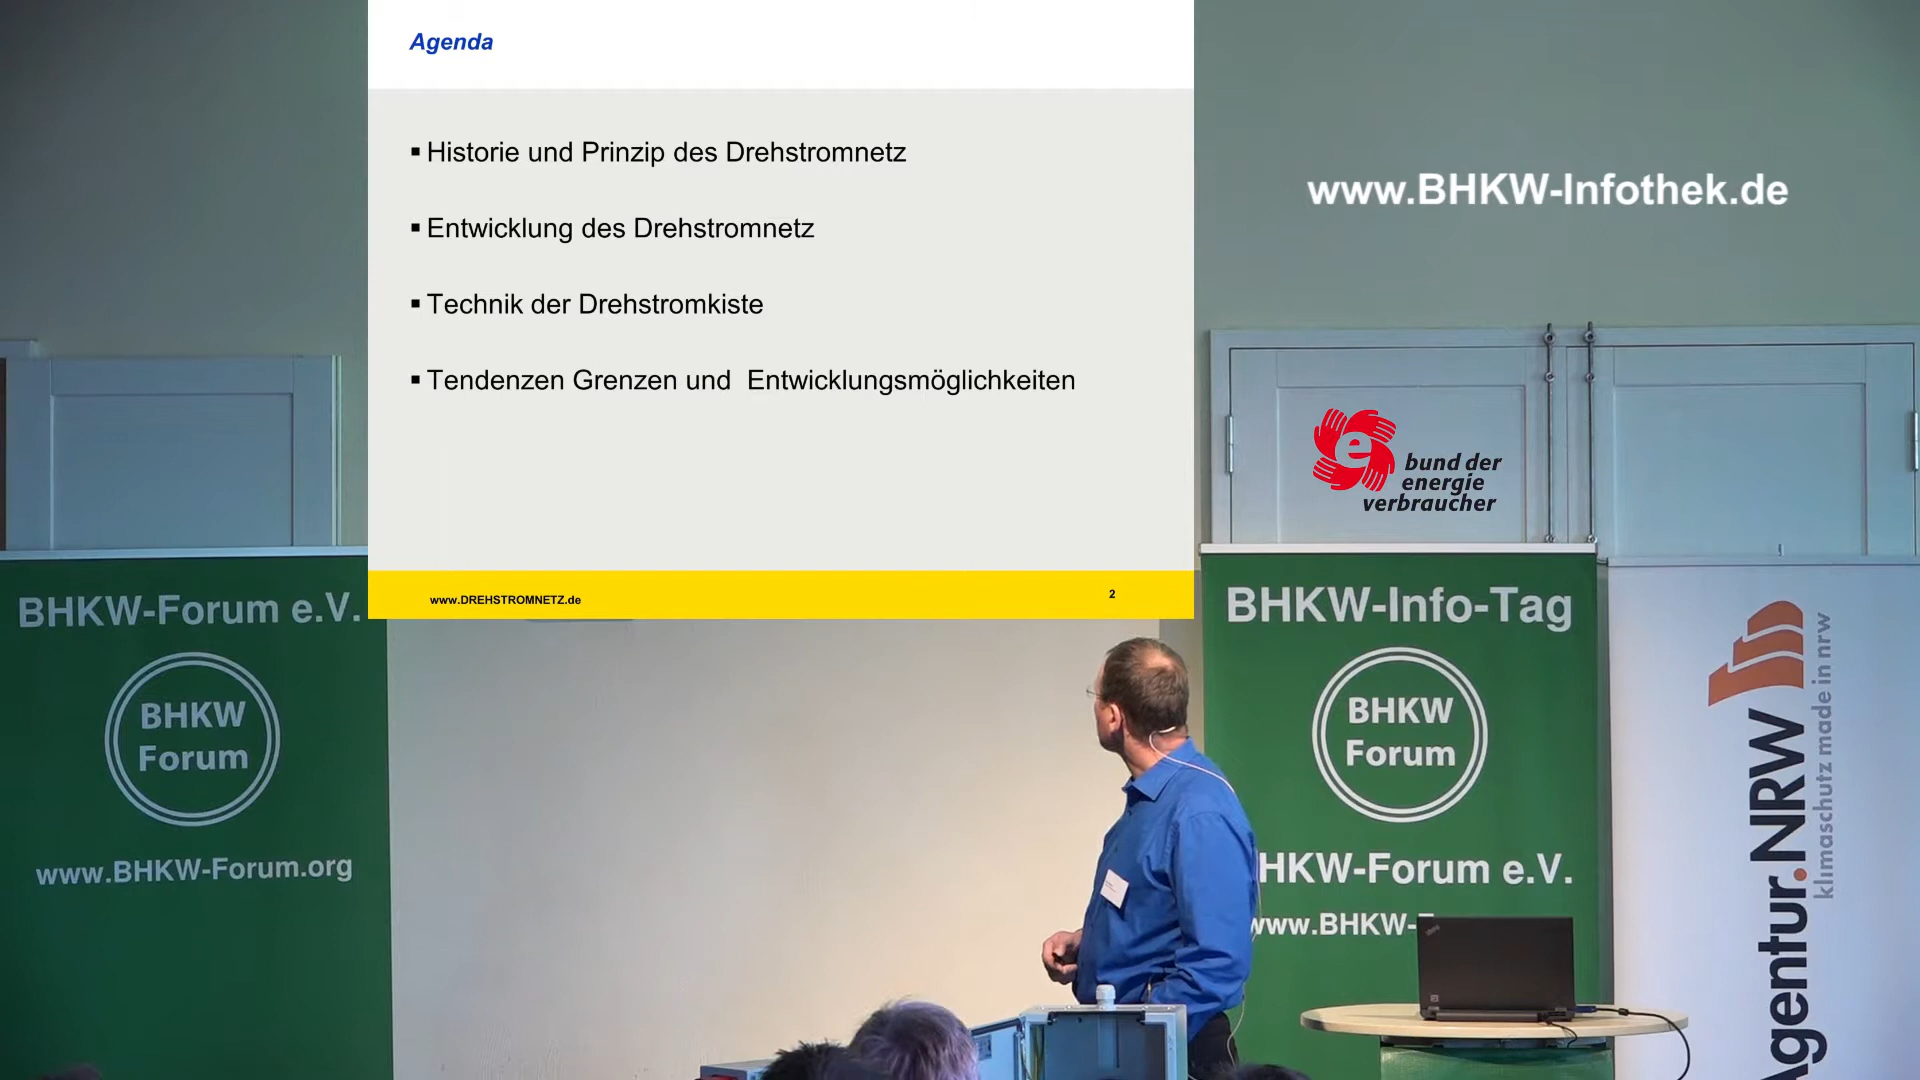 Agenda
▪ Historie und Prinzip des Drehstromnetz
▪ Entwicklung des Drehstromnetz
▪ Technik der Drehstromkiste
▪ Tendenzen Grenzen und  Entwicklungsmöglichkeiten
www.DREHSTROMNETZ.de
2
www.BHKW-Infothek.de
e
bund der
energie
verbraucher
BHKW-Forum e.V.
BHKW
Forum
www.BHKW-Forum.org
BHKW-Info-Tag
BHKW
Forum
HKW-Forum e.V.
www.BHKW-F
Agentur.NRW
klimaschutz made in nrw